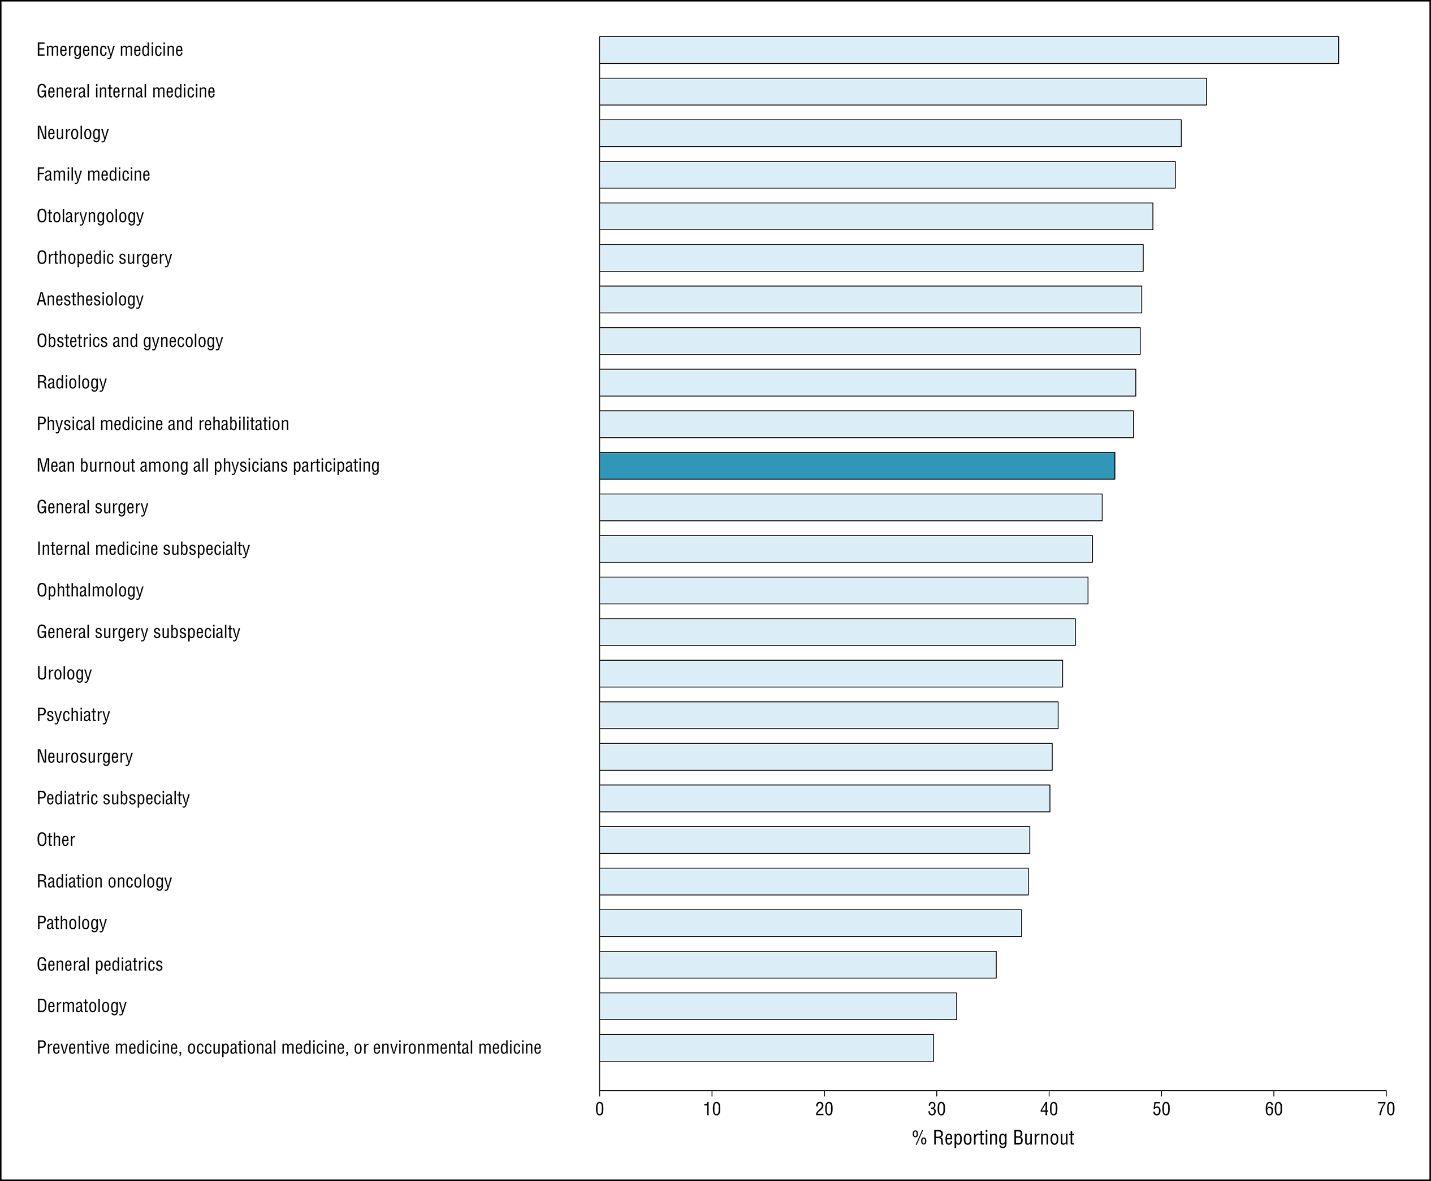 Emergency medicine
General internal medicine
Neurology
Family medicine
Otolaryngology
Orthopedic surgery
Anesthesiology
Obstetrics and gynecology
Radiology
Physical medicine and rehabilitation
Mean burnout among all physicians participating
General surgery
Internal medicine subspecialty
Ophthalmology
General surgery subspecialty
Urology
Psychiatry
Neurosurgery
Pediatric subspecialty
Other
Radiation oncology
Pathology
General pediatrics
Dermatology
Preventive medicine, occupational medicine, or environmental medicine
0 10 20 30 40 50 60 70
% Reporting Burnout